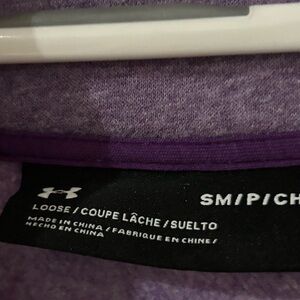 SM/P/CH
LOOSE / COUPE LÂCHE / SUELTO
MADE IN CHINA / FABRIQUÉ EN CHINE /
HECHO EN CHINA